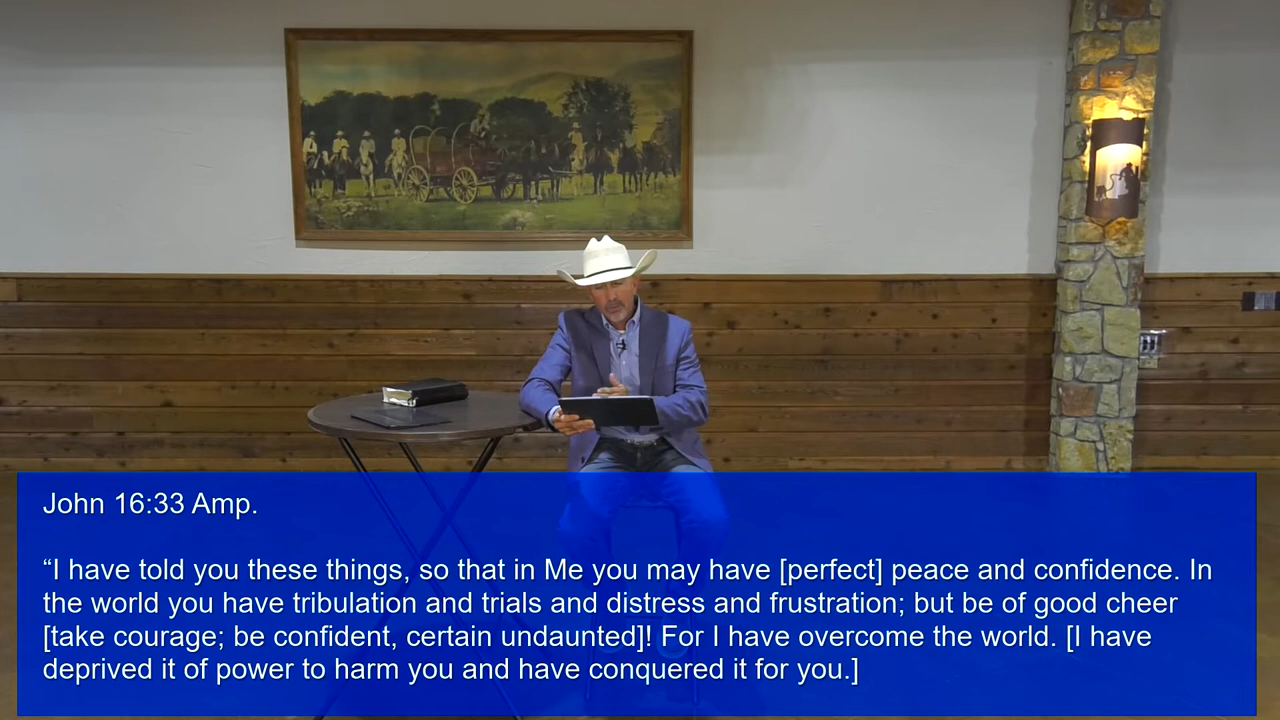 John 16:33 Amp.
“I have told you these things, so that in Me you may have [perfect] peace and confidence. In
the world you have tribulation and trials and distress and frustration; but be of good cheer
[take courage; be confident, certain undaunted]! For I have overcome the world. [I have
deprived it of power to harm you and have conquered it for you.]